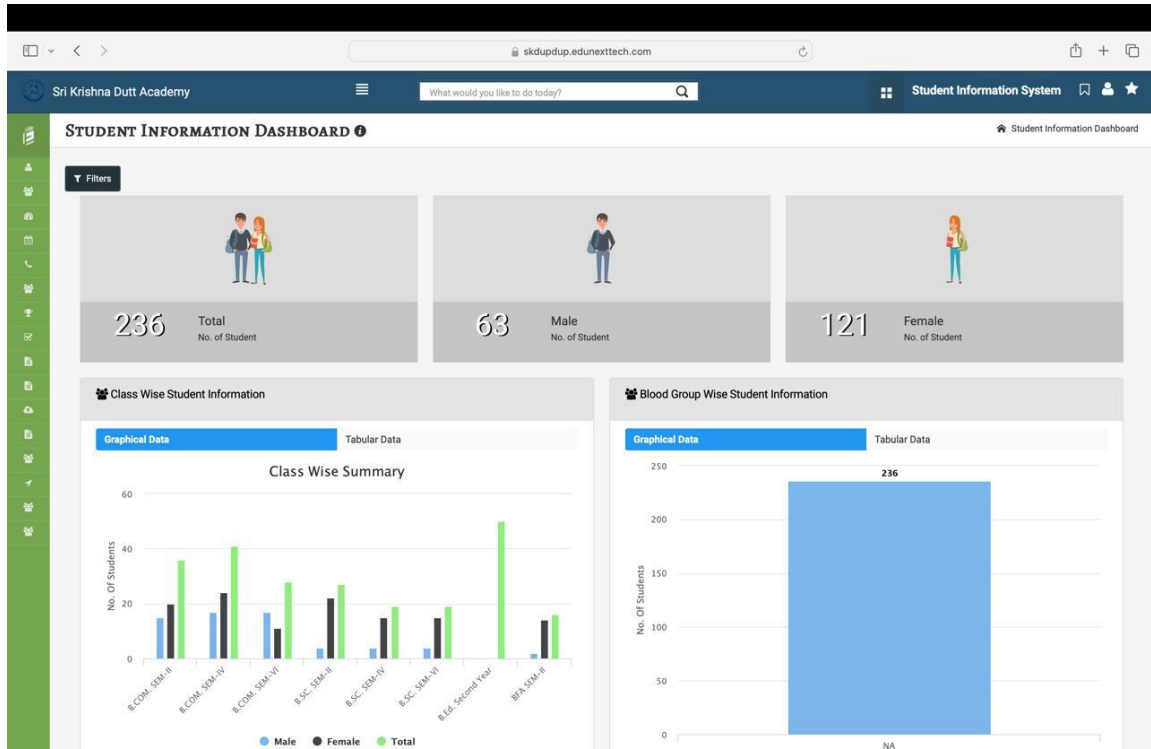 skdupdup.edunexttech.com
Sri Krishna Dutt Academy
What would you like to do today?
Student Information System
STUDENT INFORMATION DASHBOARD
Student Information Dashboard
Filters
236
Total
No. of Student
63
Male
No. of Student
121
Female
No. of Student
Class Wise Student Information
Graphical Data
Tabular Data
Class Wise Summary
No. Of Students
60
40
20
0
B.COM. SEM-II
B.COM. SEM-IV
B.COM. SEM-VI
B.SC. SEM-II
B.SC. SEM-IV
B.SC. SEM-VI
B.Ed. Second Year
BFA SEM-II
Male
Female
Total
Blood Group Wise Student Information
Graphical Data
Tabular Data
No. Of Students
250
200
150
100
50
0
236
NA